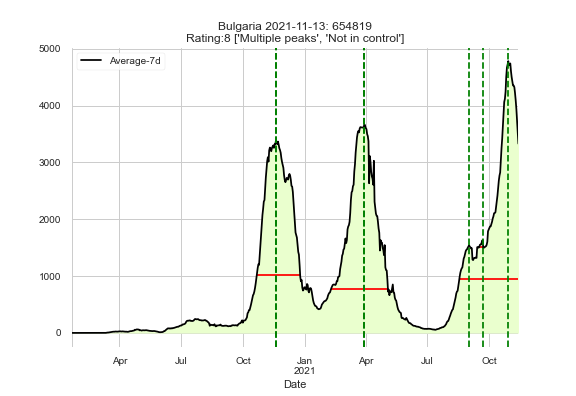 Bulgaria 2021-11-13: 654819
Rating:8 ['Multiple peaks', 'Not in control']
Average-7d
5000
4000
3000
2000
1000
0
Apr Jul Oct Jan Apr Jul Oct
2021
Date